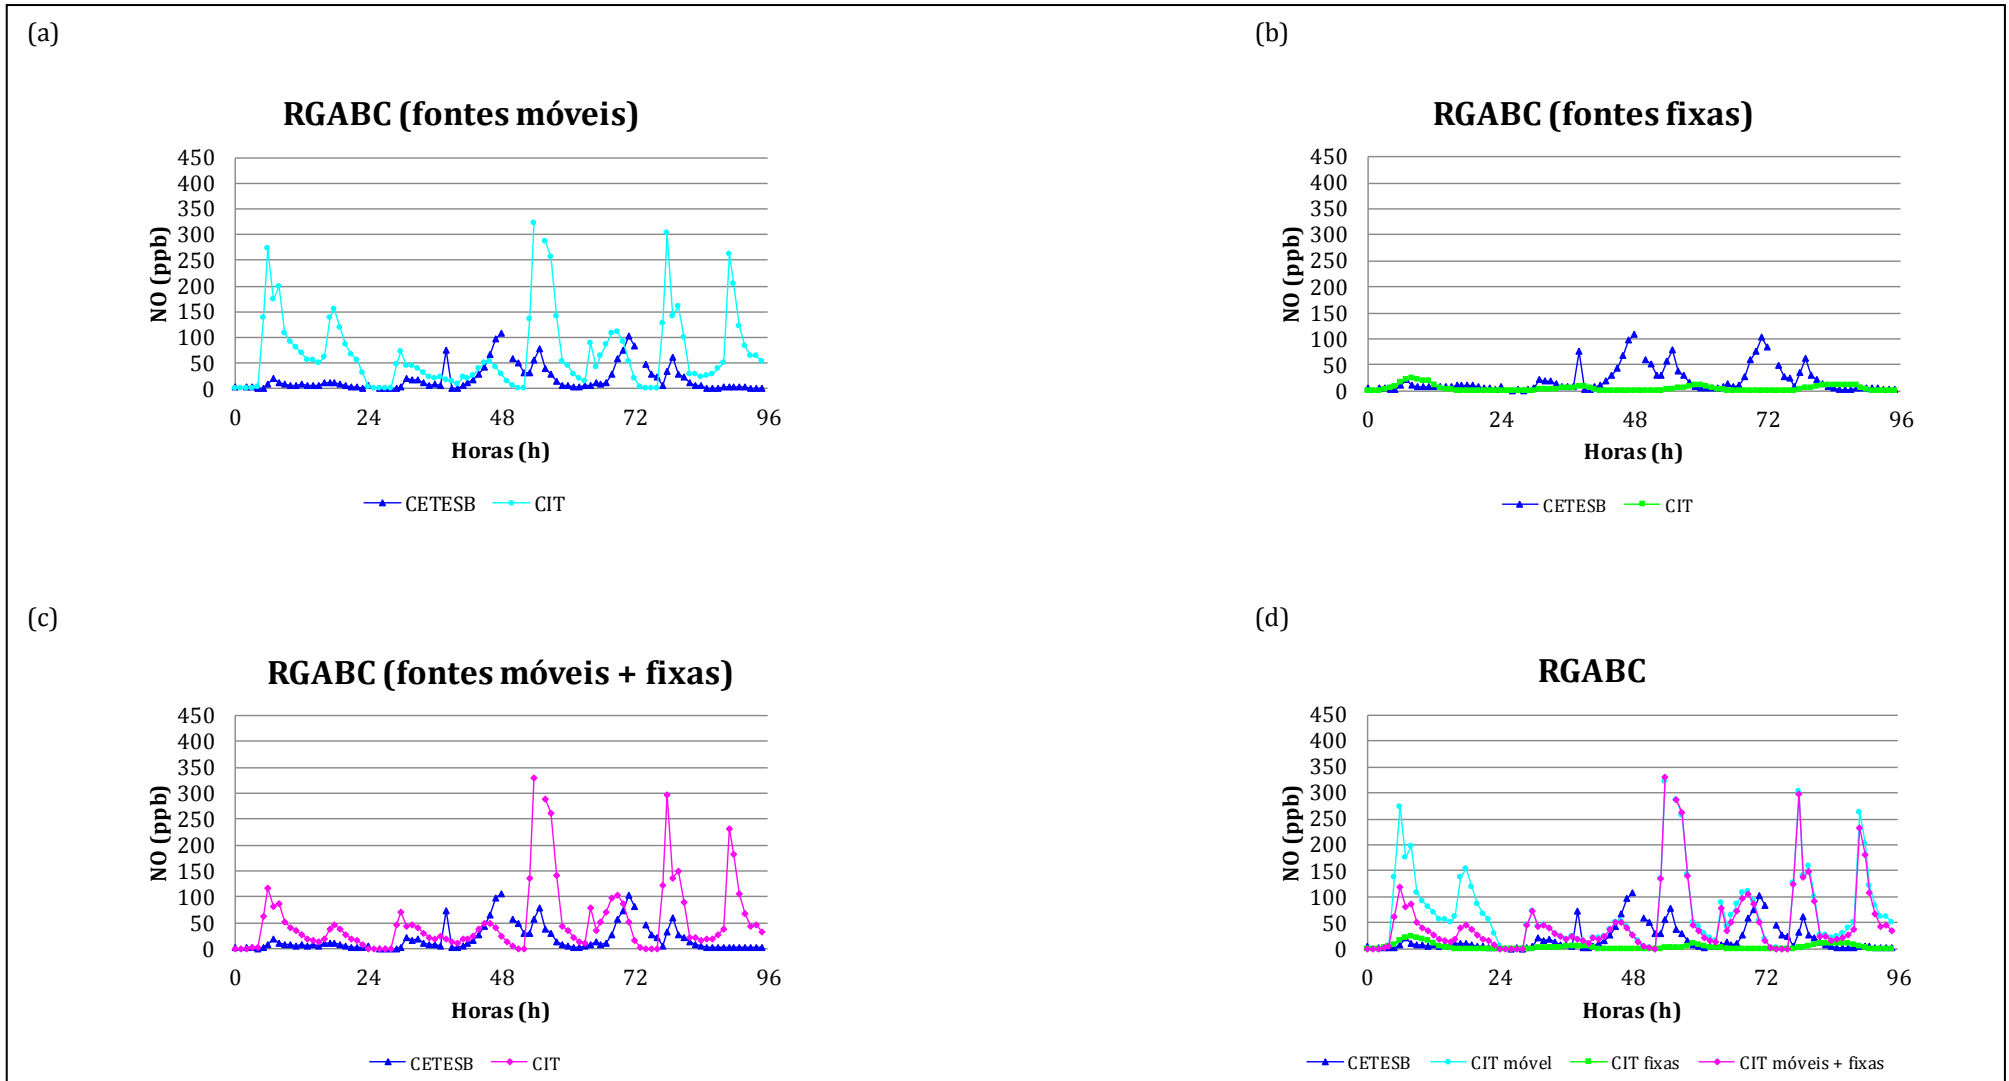 (a)
RGABC (fontes móveis)
450
400
350
300
250
200
150
100
50
0
NO (ppb)
0 24 48 72 96
Horas (h)
CETESB CIT
(b)
RGABC (fontes fixas)
450
400
350
300
250
200
150
100
50
0
NO (ppb)
0 24 48 72 96
Horas (h)
CETESB CIT
(c)
RGABC (fontes móveis + fixas)
450
400
350
300
250
200
150
100
50
0
NO (ppb)
0 24 48 72 96
Horas (h)
CETESB CIT
(d)
RGABC
450
400
350
300
250
200
150
100
50
0
NO (ppb)
0 24 48 72 96
Horas (h)
CETESB CIT móvel CIT fixas CIT móveis + fixas